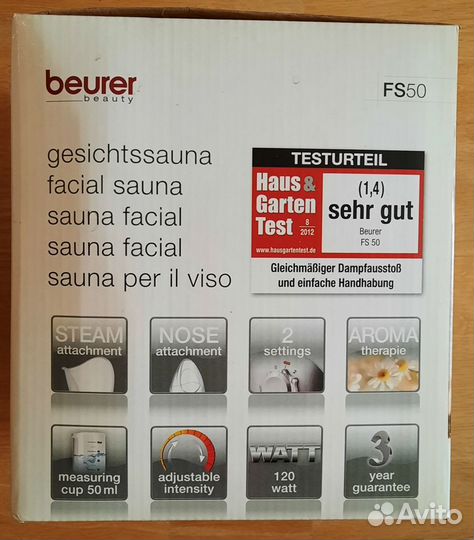 beurer
beauty
FS50
gesichtssauna
facial sauna
sauna facial
sauna facial
sauna per il viso
TESTURTEIL
Haus &
Garten
Test
8
2012
www.hausgartentest.de
(1,4)
sehr gut
Beurer
FS 50
Gleichmäßiger Dampfausstoß
und einfache Handhabung
STEAM
attachment
NOSE
attachment
2
settings
AROMA
therapie
measuring
cup 50 ml
adjustable
intensity
WATT
120
watt
3
year
guarantee
Avito